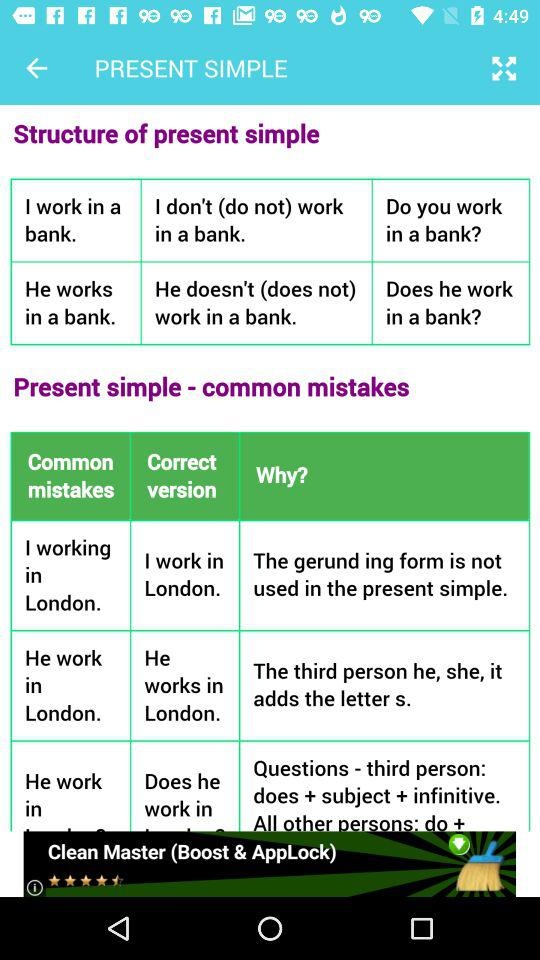 4:49
PRESENT SIMPLE
Structure of present simple
I work in a
bank.
I don't (do not) work
in a bank.
Do you work
in a bank?
He works
in a bank.
He doesn't (does not)
work in a bank.
Does he work
in a bank?
Present simple - common mistakes
Common
mistakes
Correct
version
Why?
I working
in
London.
I work in
London.
The gerund ing form is not
used in the present simple.
He work
in
London.
He
works in
London.
The third person he, she, it
adds the letter s.
He work
in
Does he
work in
Questions - third person:
does + subject + infinitive.
All other persons: do +
Clean Master (Boost & AppLock)